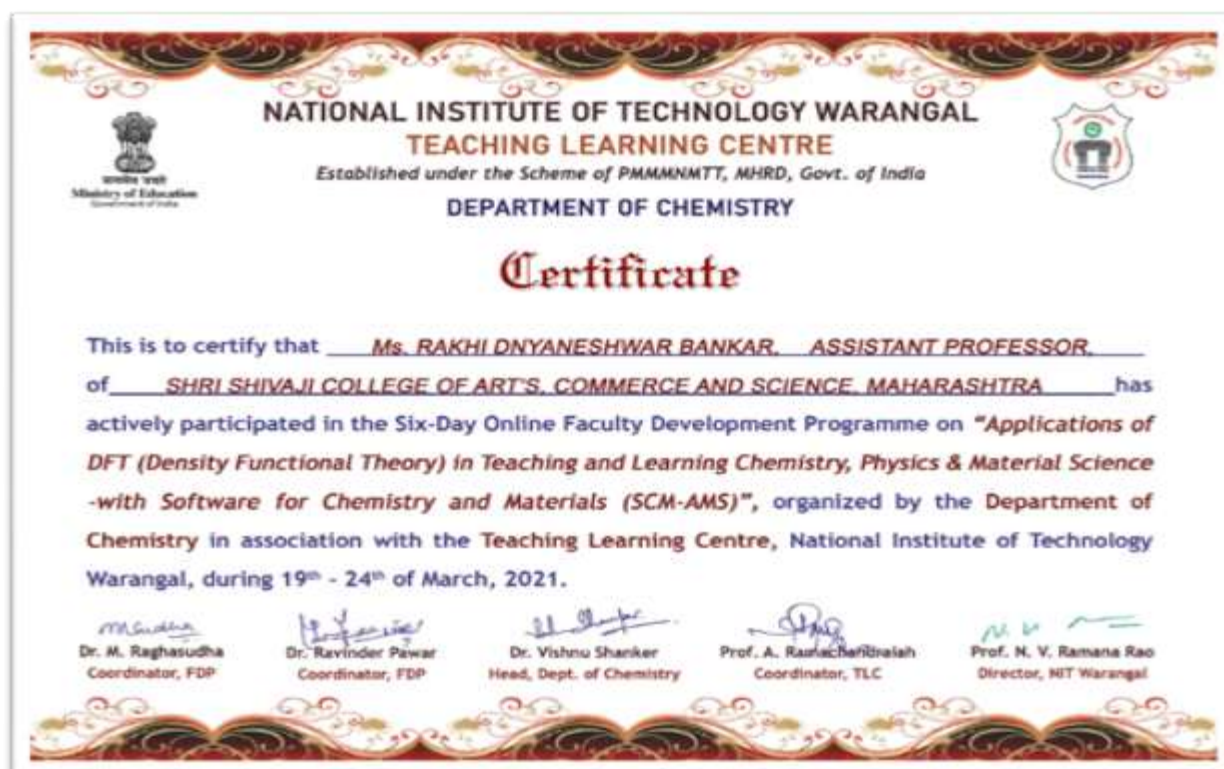 NATIONAL INSTITUTE OF TECHNOLOGY WARANGAL
TEACHING LEARNING CENTRE
Established under the Scheme of PMMMNMTT, MHRD, Govt. of India
DEPARTMENT OF CHEMISTRY
सत्यमेव जयते
Ministry of Education
Government of India
Certificate
This is to certify that Ms. RAKHI DNYANESHWAR BANKAR, ASSISTANT PROFESSOR,
of SHRI SHIVAJI COLLEGE OF ART'S, COMMERCE AND SCIENCE, MAHARASHTRA has
actively participated in the Six-Day Online Faculty Development Programme on "Applications of
DFT (Density Functional Theory) in Teaching and Learning Chemistry, Physics & Material Science
-with Software for Chemistry and Materials (SCM-AMS)", organized by the Department of
Chemistry in association with the Teaching Learning Centre, National Institute of Technology
Warangal, during 19th - 24th of March, 2021.
Dr. M. Raghasudha
Coordinator, FDP
Dr. Ravinder Pawar
Coordinator, FDP
Dr. Vishnu Shanker
Head, Dept. of Chemistry
Prof. A. Ramachandraiah
Coordinator, TLC
Prof. N. V. Ramana Rao
Director, NIT Warangal